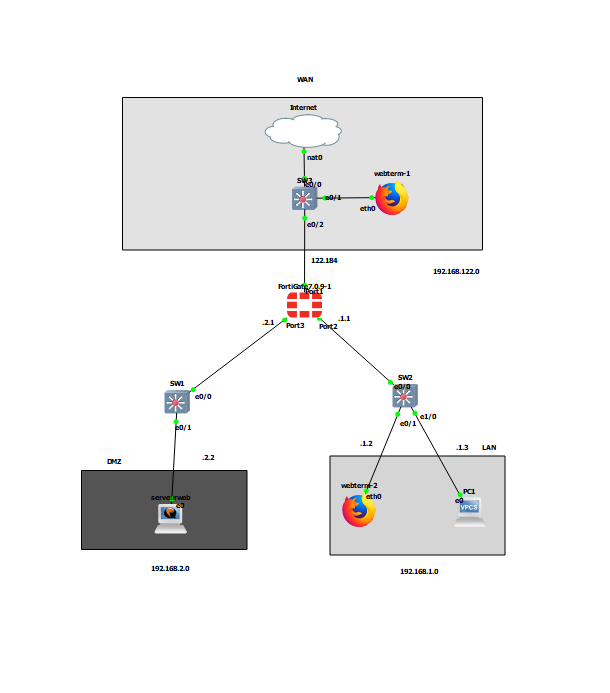 WAN
Internet
nat0
SW3
e0/0
e0/1
webterm-1
eth0
e0/2
122.184
192.168.122.0
FortiGate7.0.9-1
Port1
.2.1
Port3
Port2
.1.1
SW1
e0/0
e0/1
SW2
e0/0
e0/1
e1/0
DMZ
.2.2
serverweb
e0
192.168.2.0
.1.2
.1.3
LAN
webterm-2
eth0
PC1
e0
VPCS
192.168.1.0